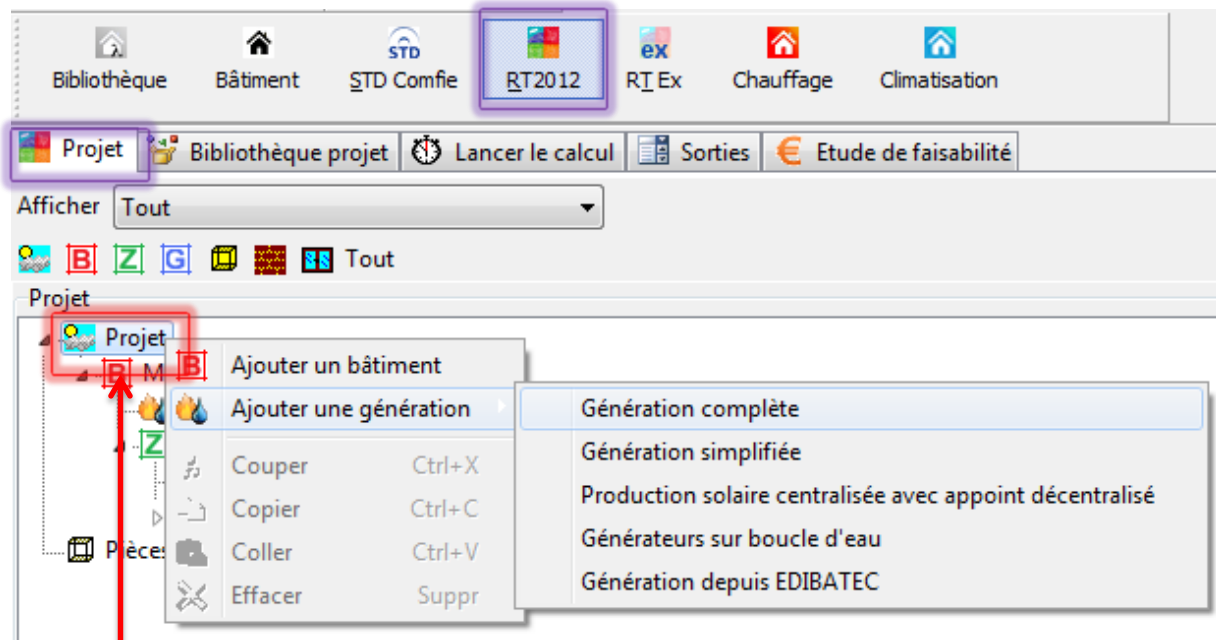 STD ex
Bibliothèque Bâtiment STD Comfie RT2012 RT Ex Chauffage Climatisation
Projet Bibliothèque projet Lancer le calcul Sorties € Etude de faisabilité
Afficher Tout
B Z G Tout
Projet
Projet
B M B Ajouter un bâtiment
Ajouter une génération Génération complète
Z Génération simplifiée
Couper Ctrl+X
Production solaire centralisée avec appoint décentralisé
Copier Ctrl+C
Générateurs sur boucle d'eau
Pièces Coller Ctrl+V
Génération depuis EDIBATEC
Effacer Suppr